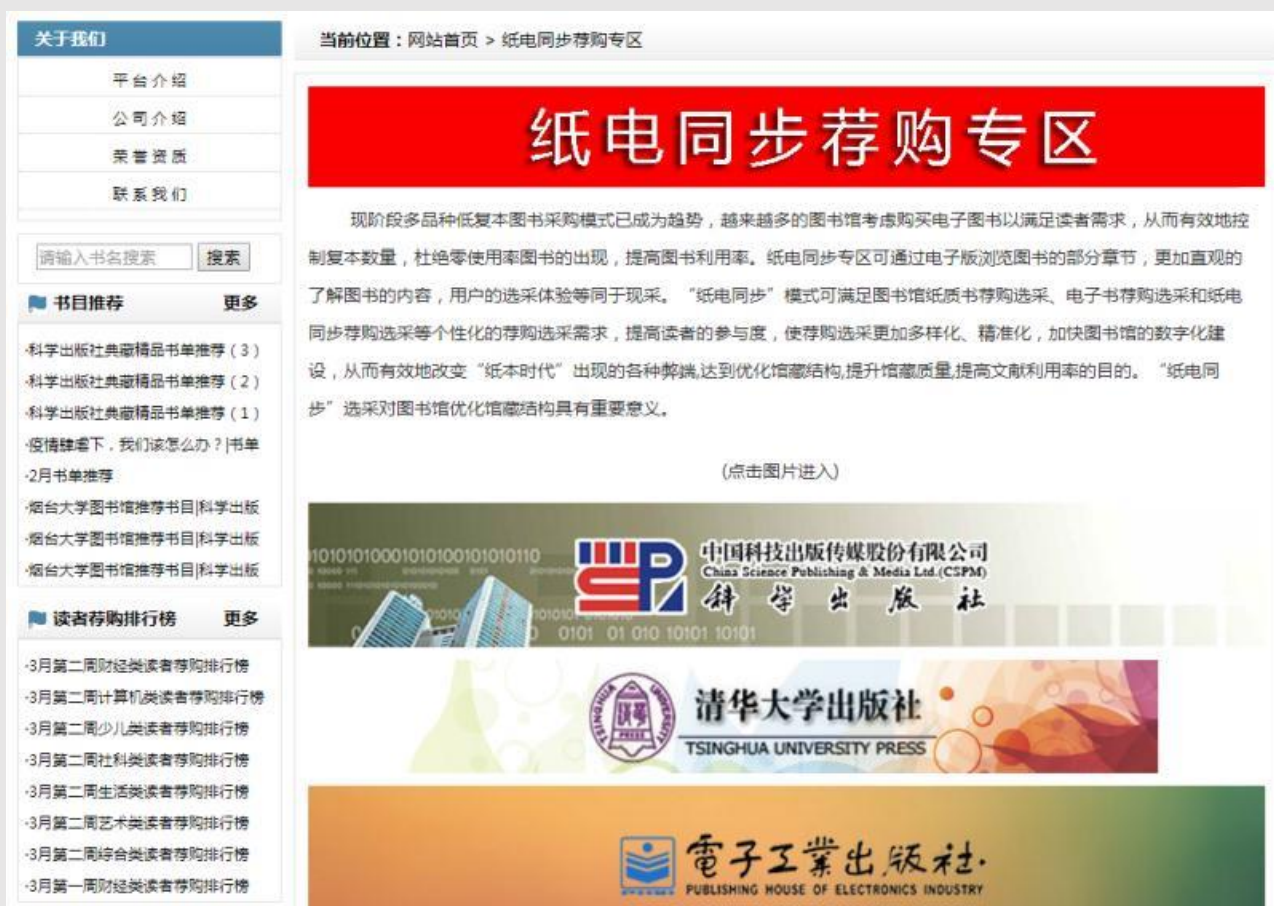 关于我们
平台介绍
公司介绍
荣誉资质
联系我们
请输入书名搜索 搜索
书目推荐 更多
·科学出版社典藏精品书单推荐（3）
·科学出版社典藏精品书单推荐（2）
·科学出版社典藏精品书单推荐（1）
·疫情肆虐下，我们该怎么办？|书单
·2月书单推荐
·烟台大学图书馆推荐书目|科学出版
·烟台大学图书馆推荐书目|科学出版
·烟台大学图书馆推荐书目|科学出版
读者荐购排行榜 更多
·3月第二周财经类读者荐购排行榜
·3月第二周计算机类读者荐购排行榜
·3月第二周少儿类读者荐购排行榜
·3月第二周社科类读者荐购排行榜
·3月第二周生活类读者荐购排行榜
·3月第二周艺术类读者荐购排行榜
·3月第二周综合类读者荐购排行榜
·3月第一周财经类读者荐购排行榜
当前位置：网站首页 > 纸电同步荐购专区
纸电同步荐购专区
现阶段多品种低复本图书采购模式已成为趋势，越来越多的图书馆考虑购买电子图书以满足读者需求，从而有效地控
制复本数量，杜绝零使用率图书的出现，提高图书利用率。纸电同步专区可通过电子版浏览图书的部分章节，更加直观的
了解图书的内容，用户的选采体验等同于现采。“纸电同步”模式可满足图书馆纸质书荐购选采、电子书荐购选采和纸电
同步荐购选采等个性化的荐购选采需求，提高读者的参与度，使荐购选采更加多样化、精准化，加快图书馆的数字化建
设，从而有效地改变“纸本时代”出现的各种弊端,达到优化馆藏结构,提升馆藏质量,提高文献利用率的目的。“纸电同
步”选采对图书馆优化馆藏结构具有重要意义。
(点击图片进入)
中国科技出版传媒股份有限公司
China Science Publishing & Media Ltd.(CSPM)
科学出版社
0101 01 010 10101 10101
清华大学出版社
TSINGHUA UNIVERSITY PRESS
電子工業出版社·
PUBLISHING HOUSE OF ELECTRONICS INDUSTRY